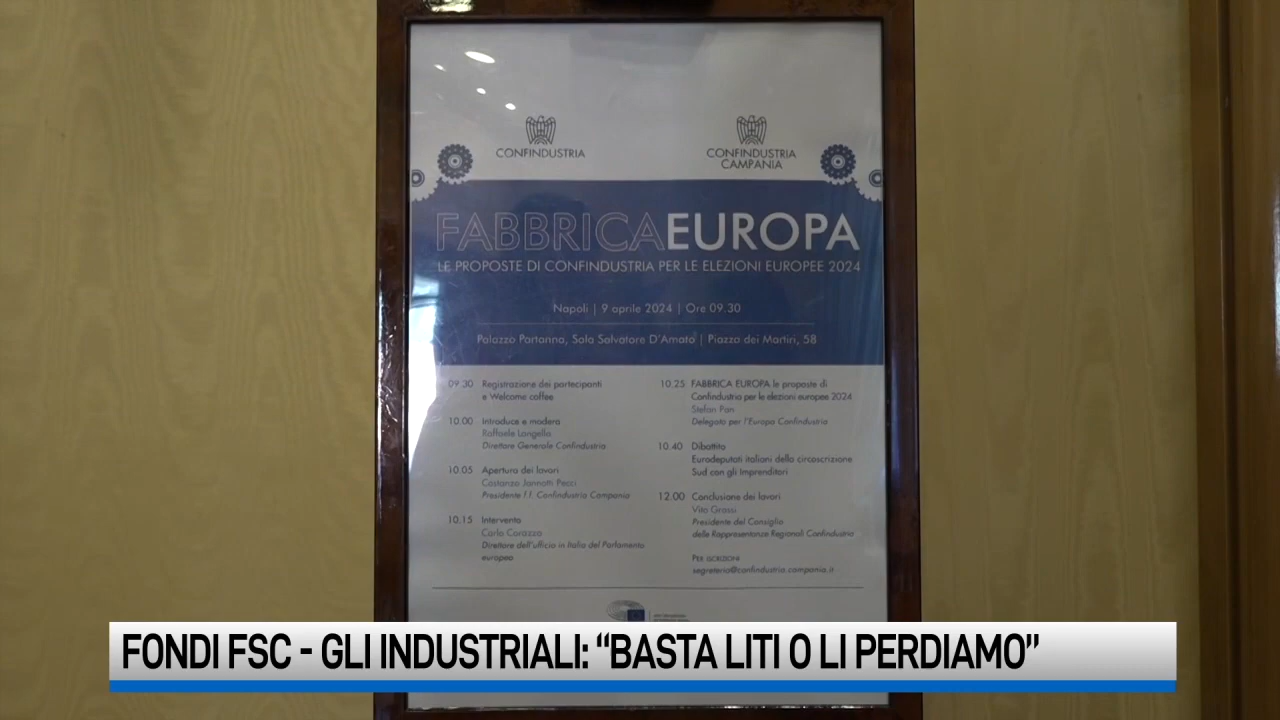 CONFINDUSTRIA
CONFINDUSTRIA
CAMPANIA
FABBRICAEUROPA
LE PROPOSTE DI CONFINDUSTRIA PER LE ELEZIONI EUROPEE 2024
Napoli | 9 aprile 2024 | Ore 09.30
Palazzo Partanna, Sala Salvatore D'Amato | Piazza dei Martiri, 58
09.30 Registrazione dei partecipanti
e Welcome coffee
10.00 Introduce e modera
Raffaele Langella
Direttore Generale Confindustria
10.05 Apertura dei lavori
Costanzo Jannotti Pecci
Presidente f.f. Confindustria Campania
10.15 Intervento
Carlo Corazza
Direttore dell'ufficio in Italia del Parlamento
europeo
10.25 FABBRICA EUROPA le proposte di
Confindustria per le elezioni europee 2024
Stefan Pan
Delegato per l'Europa Confindustria
10.40 Dibattito
Eurodeputati italiani della circoscrizione
Sud con gli Imprenditori
12.00 Conclusione dei lavori
Vito Grassi
Presidente del Consiglio
delle Rappresentanze Regionali Confindustria
PER ISCRIZIONI
segreteria@confindustria.campania.it
FONDI FSC - GLI INDUSTRIALI: “BASTA LITI O LI PERDIAMO”